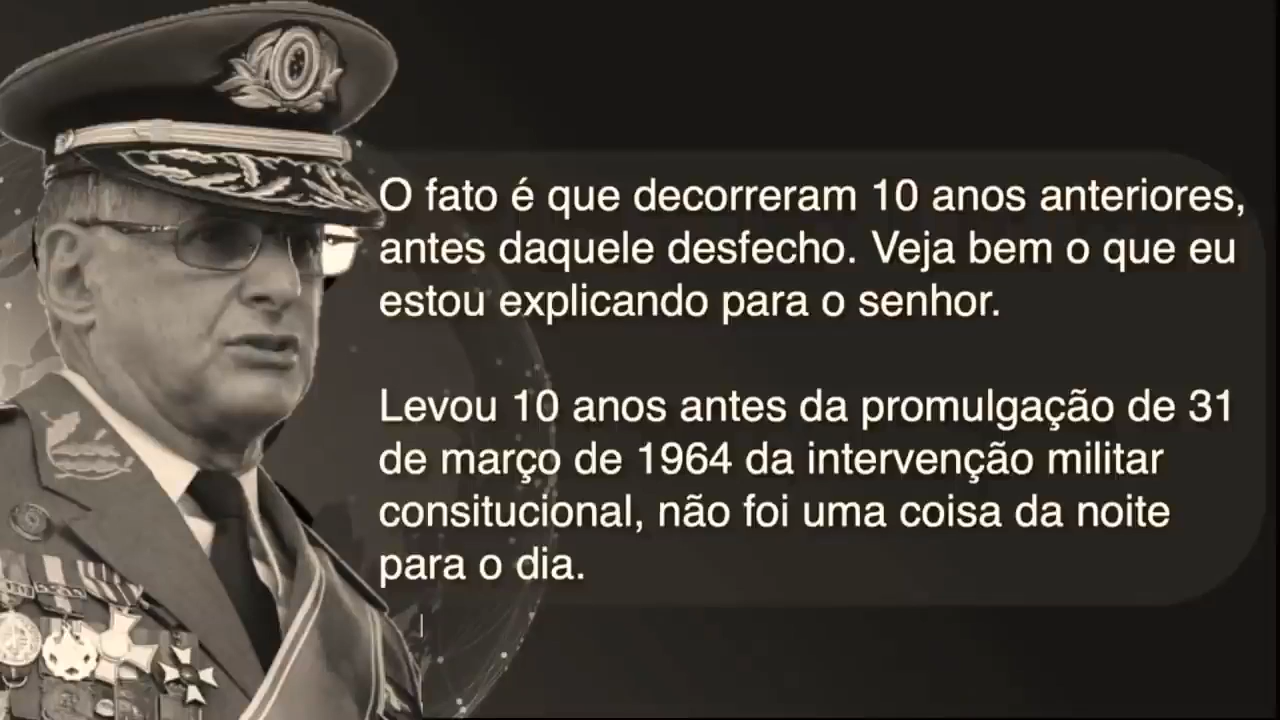 O fato é que decorreram 10 anos anteriores,
antes daquele desfecho. Veja bem o que eu
estou explicando para o senhor.
Levou 10 anos antes da promulgação de 31
de março de 1964 da intervenção militar
consitucional, não foi uma coisa da noite
para o dia.